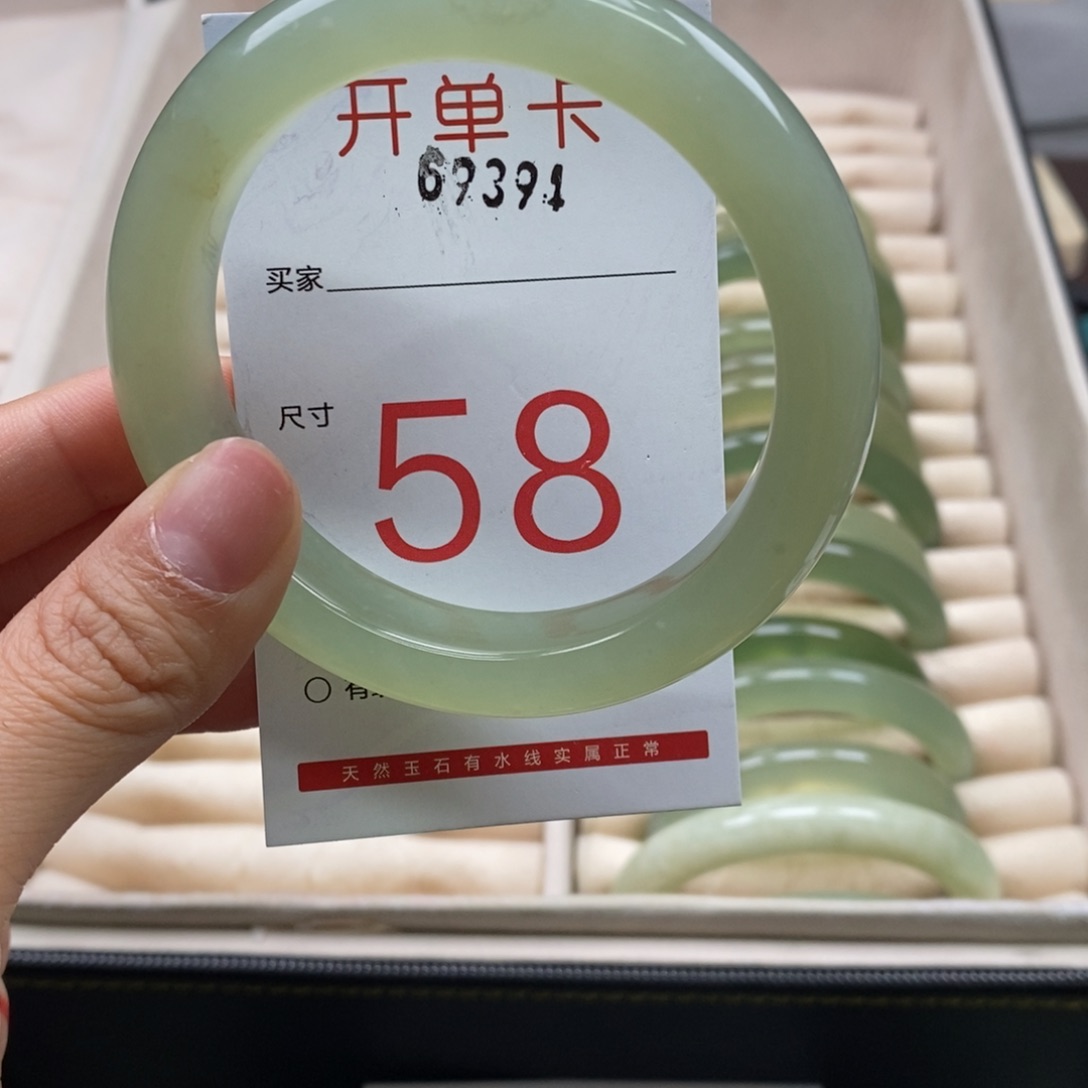 开单卡
69391
买家
尺寸 58
有
天然玉石有水线实属正常